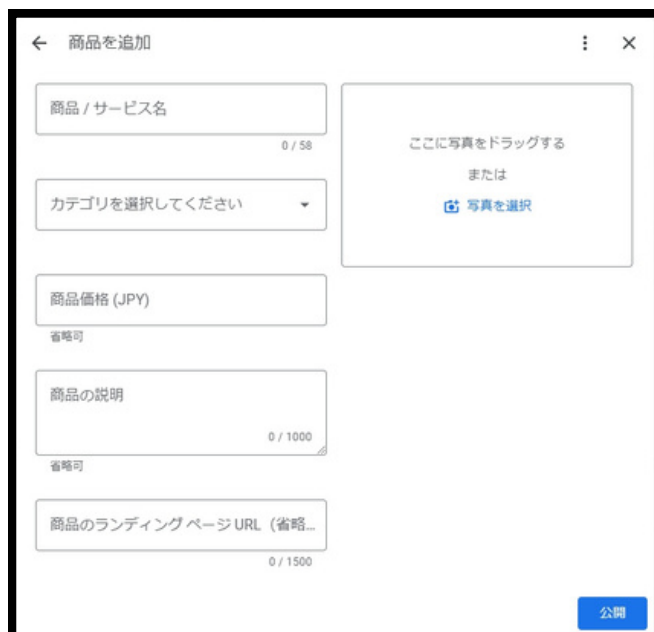 商品を追加
商品 / サービス名
0 / 58
カテゴリを選択してください
商品価格 (JPY)
省略可
商品の説明
0 / 1000
省略可
商品のランディング ページ URL（省略...
0 / 1500
ここに写真をドラッグする
または
写真を選択
公開